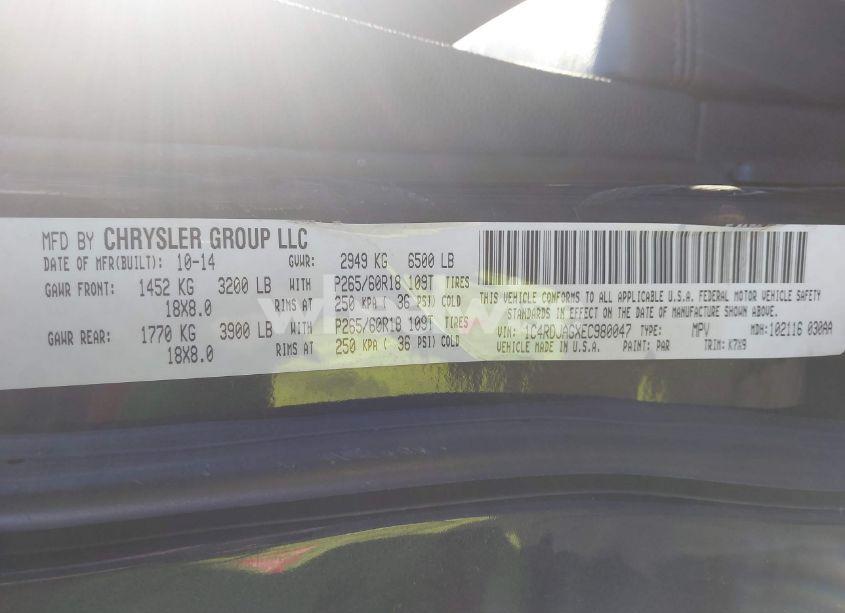 MFD BY CHRYSLER GROUP LLC
DATE OF MFR(BUILT): 10-14 GVWR: 2949 KG 6500 LB
GAWR FRONT: 1452 KG 3200 LB WITH P265/60R18 109T TIRES
18X8.0 RIMS AT 250 KPA ( 36 PSI) COLD
GAWR REAR: 1770 KG 3900 LB WITH P265/60R18 109T TIRES
18X8.0 RIMS AT 250 KPA ( 36 PSI) COLD
THIS VEHICLE CONFORMS TO ALL APPLICABLE U.S.A. FEDERAL MOTOR VEHICLE SAFETY
STANDARDS IN EFFECT ON THE DATE OF MANUFACTURE SHOWN ABOVE.
VIN: 1C4RDJAGXEC980047 TYPE: MPV MDH: 102116 030AA
VEHICLE MADE IN U.S.A. PAINT: PAR TRIM: K7X9